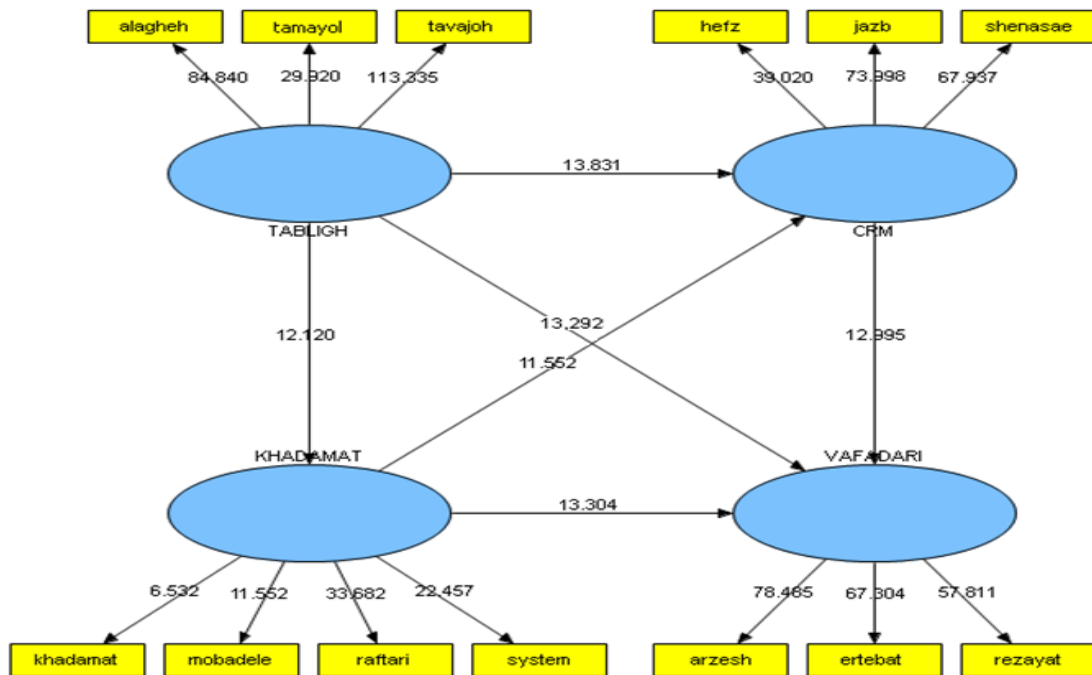 alagheh
tamayol
tavajoh
hefz
jazb
shenasae
84.840
29.920
113.335
39.020
73.998
67.937
13.831
TABLIGH
CRM
12.120
13.292
11.552
12.995
KHADAMAT
VAFADARI
13.304
6.532
11.552
33.682
22.457
78.485
67.304
57.811
khadamat
mobadele
raftari
system
arzesh
ertebat
rezayat